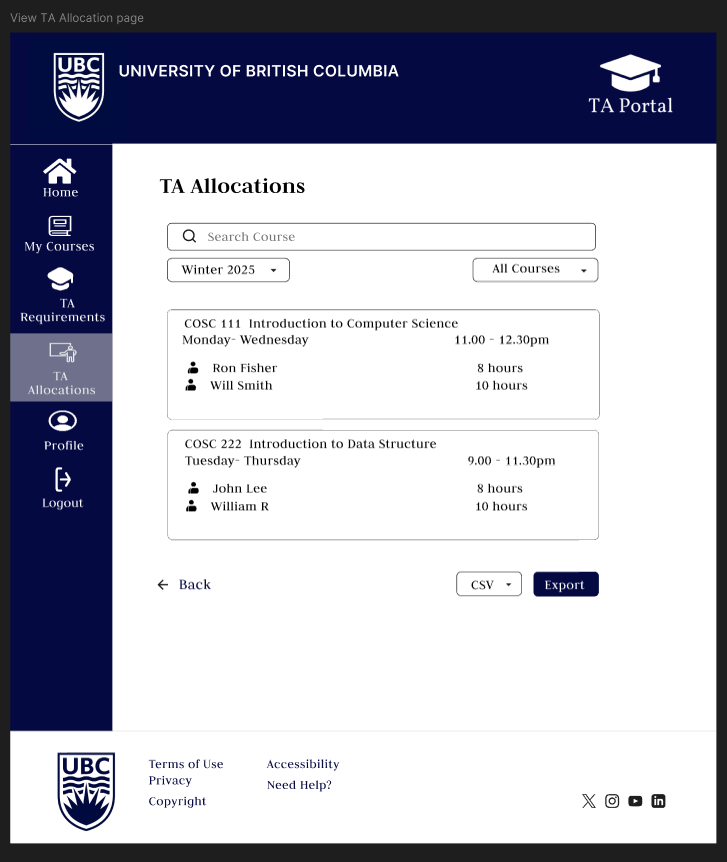 View TA Allocation page
UBC
UNIVERSITY OF BRITISH COLUMBIA
TA Portal
Home
My Courses
TA
Requirements
TA
Allocations
Profile
Logout
TA Allocations
Search Course
Winter 2025
All Courses
COSC 111 Introduction to Computer Science
Monday- Wednesday 11.00 - 12.30pm
Ron Fisher 8 hours
Will Smith 10 hours
COSC 222 Introduction to Data Structure
Tuesday- Thursday 9.00 - 11.30pm
John Lee 8 hours
William R 10 hours
Back
CSV
Export
UBC
Terms of Use
Privacy
Copyright
Accessibility
Need Help?